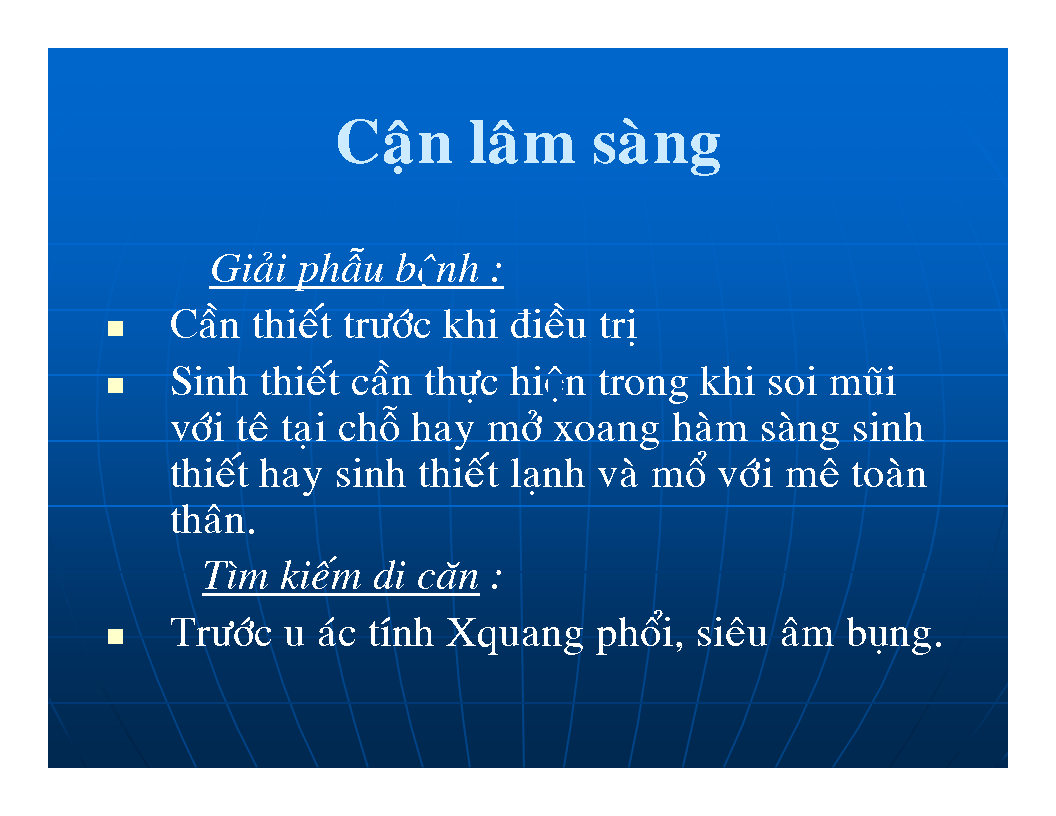 Cận lâm sàng
Giải phẫu bệnh :
Cần thiết trước khi điều trị
Sinh thiết cần thực hiện trong khi soi mũi
với tê tại chỗ hay mở xoang hàm sàng sinh
thiết hay sinh thiết lạnh và mổ với mê toàn
thân.
Tìm kiếm di căn :
Trước u ác tính Xquang phổi, siêu âm bụng.